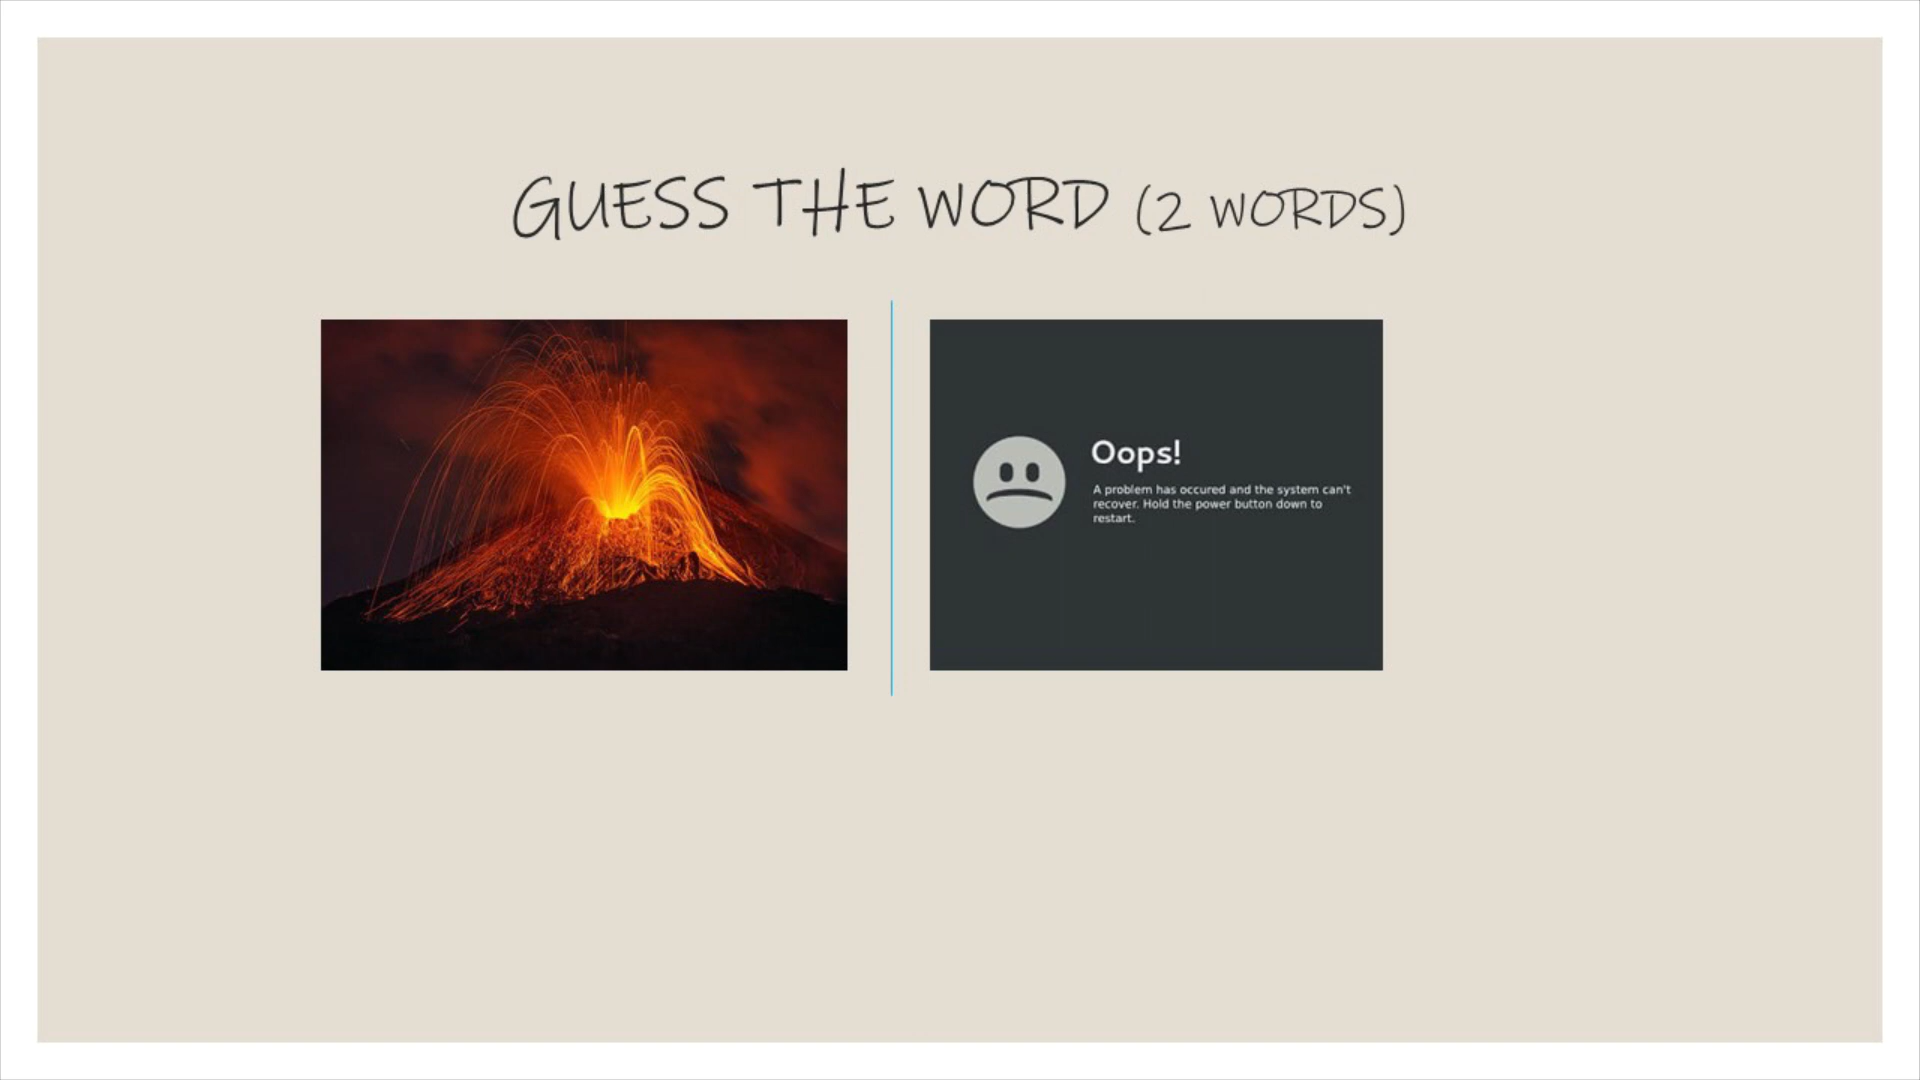 GUESS THE WORD (2 WORDS)
Oops!
A problem has occured and the system can't
recover. Hold the power button down to
restart.